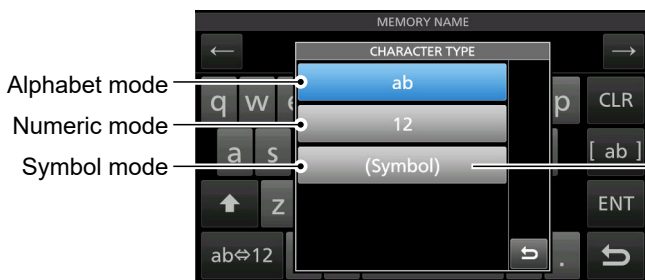 MEMORY NAME
← CHARACTER TYPE →
Alphabet mode ab
q w e p CLR
Numeric mode 12
a s [ ab ]
Symbol mode (Symbol)
z ENT
ab⇔12 .